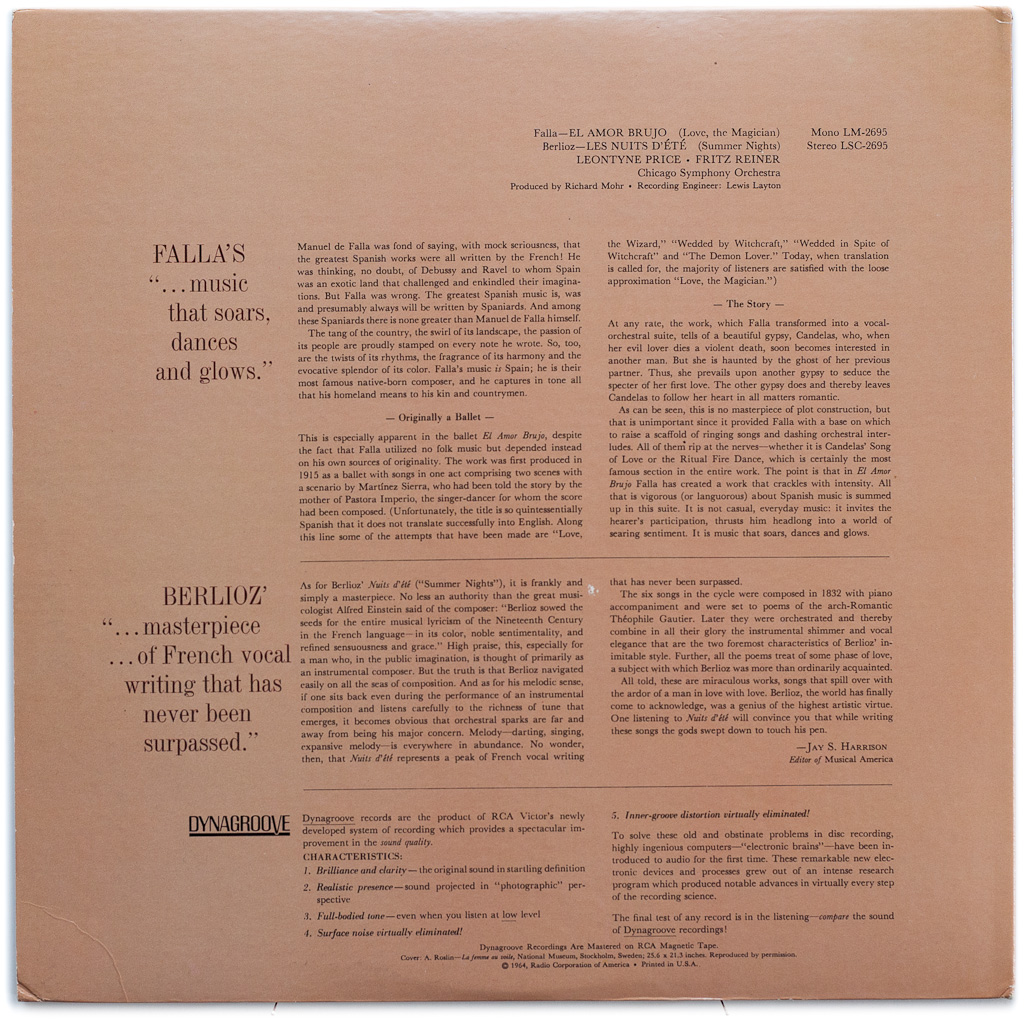 Falla—EL AMOR BRUJO (Love, the Magician) Mono LM-2695
Berlioz—LES NUITS D'ÉTÉ (Summer Nights) Stereo LSC-2695
LEONTYNE PRICE • FRITZ REINER
Chicago Symphony Orchestra
Produced by Richard Mohr • Recording Engineer: Lewis Layton
FALLA'S
“...music
that soars,
dances
and glows.”
Manuel de Falla was fond of saying, with mock seriousness, that
the greatest Spanish works were all written by the French! He
was thinking, no doubt, of Debussy and Ravel to whom Spain
was an exotic land that challenged and enkindled their imagina-
tions. But Falla was wrong. The greatest Spanish music is, was
and presumably always will be written by Spaniards. And among
these Spaniards there is none greater than Manuel de Falla himself.
The tang of the country, the swirl of its landscape, the passion of
its people are proudly stamped on every note he wrote. So, too,
are the twists of its rhythms, the fragrance of its harmony and the
evocative splendor of its color. Falla's music is Spain; he is their
most famous native-born composer, and he captures in tone all
that his homeland means to his kin and countrymen.
— Originally a Ballet —
This is especially apparent in the ballet El Amor Brujo, despite
the fact that Falla utilized no folk music but depended instead
on his own sources of originality. The work was first produced in
1915 as a ballet with songs in one act comprising two scenes with
a scenario by Martínez Sierra, who had been told the story by the
mother of Pastora Imperio, the singer-dancer for whom the score
had been composed. (Unfortunately, the title is so quintessentially
Spanish that it does not translate successfully into English. Along
this line some of the attempts that have been made are “Love,
the Wizard,” “Wedded by Witchcraft,” “Wedded in Spite of
Witchcraft” and “The Demon Lover.” Today, when translation
is called for, the majority of listeners are satisfied with the loose
approximation “Love, the Magician.”)
— The Story —
At any rate, the work, which Falla transformed into a vocal-
orchestral suite, tells of a beautiful gypsy, Candelas, who, when
her evil lover dies a violent death, soon becomes interested in
another man. But she is haunted by the ghost of her previous
partner. Thus, she prevails upon another gypsy to seduce the
specter of her first love. The other gypsy does and thereby leaves
Candelas to follow her heart in all matters romantic.
As can be seen, this is no masterpiece of plot construction, but
that is unimportant since it provided Falla with a base on which
to raise a scaffold of ringing songs and dashing orchestral inter-
ludes. All of them rip at the nerves—whether it is Candelas' Song
of Love or the Ritual Fire Dance, which is certainly the most
famous section in the entire work. The point is that in El Amor
Brujo Falla has created a work that crackles with intensity. All
that is vigorous (or languorous) about Spanish music is summed
up in this suite. It is not casual, everyday music: it invites the
hearer's participation, thrusts him headlong into a world of
searing sentiment. It is music that soars, dances and glows.
BERLIOZ'
“...masterpiece
...of French vocal
writing that has
never been
surpassed.”
As for Berlioz' Nuits d'été (“Summer Nights”), it is frankly and
simply a masterpiece. No less an authority than the great musi-
cologist Alfred Einstein said of the composer: “Berlioz sowed the
seeds for the entire musical lyricism of the Nineteenth Century
in the French language—in its color, noble sentimentality, and
refined sensuousness and grace.” High praise, this, especially for
a man who, in the public imagination, is thought of primarily as
an instrumental composer. But the truth is that Berlioz navigated
easily on all the seas of composition. And as for his melodic sense,
if one sits back even during the performance of an instrumental
composition and listens carefully to the richness of tune that
emerges, it becomes obvious that orchestral sparks are far and
away from being his major concern. Melody—darting, singing,
expansive melody—is everywhere in abundance. No wonder,
then, that Nuits d'été represents a peak of French vocal writing
that has never been surpassed.
The six songs in the cycle were composed in 1832 with piano
accompaniment and were set to poems of the arch-Romantic
Théophile Gautier. Later they were orchestrated and thereby
combine in all their glory the instrumental shimmer and vocal
elegance that are the two foremost characteristics of Berlioz' in-
imitable style. Further, all the poems treat of some phase of love,
a subject with which Berlioz was more than ordinarily acquainted.
All told, these are miraculous works, songs that spill over with
the ardor of a man in love with love. Berlioz, the world has finally
come to acknowledge, was a genius of the highest artistic virtue.
One listening to Nuits d'été will convince you that while writing
these songs the gods swept down to touch his pen.
—JAY S. HARRISON
Editor of Musical America
DYNAGROOVE
Dynagroove records are the product of RCA Victor's newly
developed system of recording which provides a spectacular im-
provement in the sound quality.
CHARACTERISTICS:
1. Brilliance and clarity—the original sound in startling definition
2. Realistic presence—sound projected in “photographic” per-
spective
3. Full-bodied tone—even when you listen at low level
4. Surface noise virtually eliminated!
5. Inner-groove distortion virtually eliminated!
To solve these old and obstinate problems in disc recording,
highly ingenious computers—“electronic brains”—have been in-
troduced to audio for the first time. These remarkable new elec-
tronic devices and processes grew out of an intense research
program which produced notable advances in virtually every step
of the recording science.
The final test of any record is in the listening—compare the sound
of Dynagroove recordings!
Dynagroove Recordings Are Mastered on RCA Magnetic Tape.
Cover: A. Roslin—La femme au voile, National Museum, Stockholm, Sweden; 25.6 x 21.3 inches. Reproduced by permission.
© 1964, Radio Corporation of America • Printed in U.S.A.